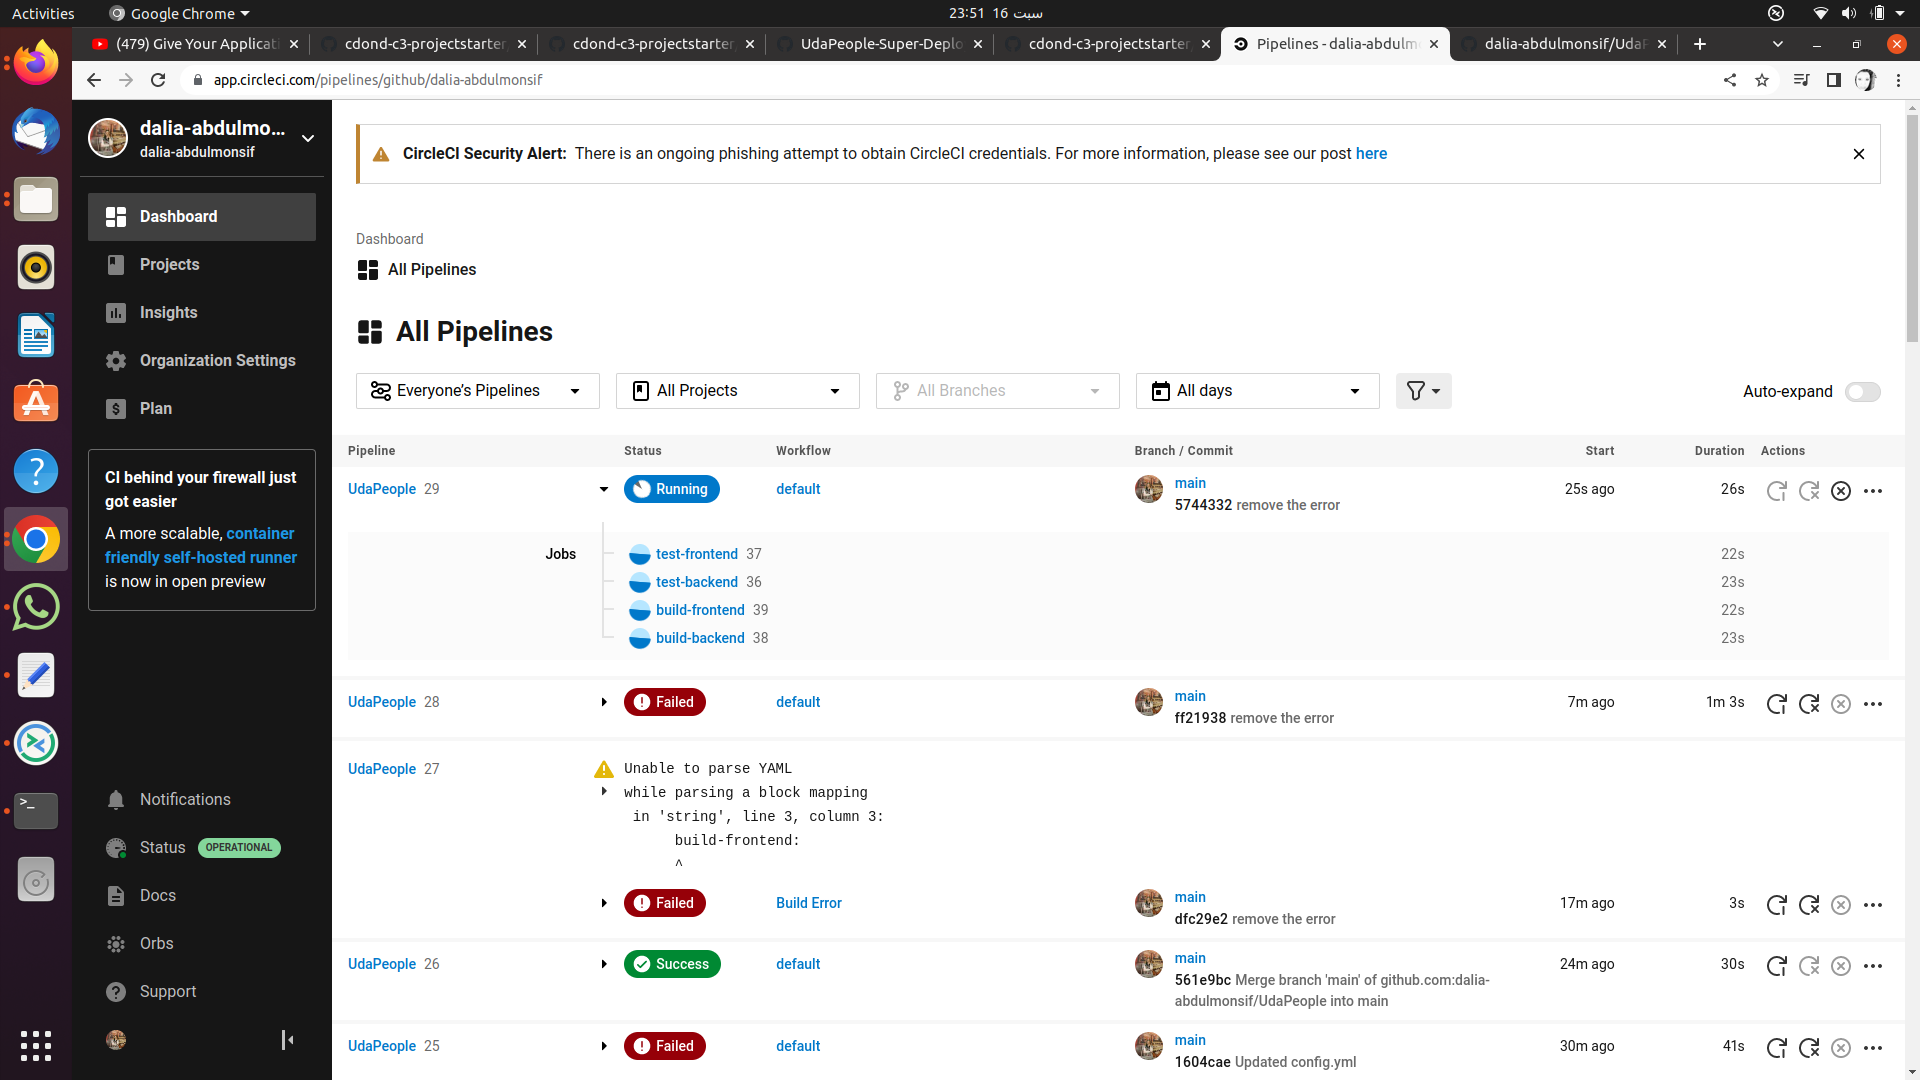 Activities
Google Chrome
23:51 16 سبت
(479) Give Your Applicat
cdond-c3-projectstarter
cdond-c3-projectstarter
UdaPeople-Super-Deplo
cdond-c3-projectstarter
Pipelines - dalia-abdulm
dalia-abdulmonsif/UdaP
app.circleci.com/pipelines/github/dalia-abdulmonsif
dalia-abdulmo...
dalia-abdulmonsif
Dashboard
Projects
Insights
Organization Settings
Plan
CI behind your firewall just
got easier
A more scalable, container
friendly self-hosted runner
is now in open preview
Notifications
Status OPERATIONAL
Docs
Orbs
Support
CircleCI Security Alert: There is an ongoing phishing attempt to obtain CircleCI credentials. For more information, please see our post here
Dashboard
All Pipelines
All Pipelines
Everyone's Pipelines
All Projects
All Branches
All days
Auto-expand
Pipeline Status Workflow Branch / Commit Start Duration Actions
UdaPeople 29 Running default main 25s ago 26s
5744332 remove the error
Jobs test-frontend 37 22s
test-backend 36 23s
build-frontend 39 22s
build-backend 38 23s
UdaPeople 28 Failed default main 7m ago 1m 3s
ff21938 remove the error
UdaPeople 27 Unable to parse YAML
while parsing a block mapping
in 'string', line 3, column 3:
build-frontend:
^
Failed Build Error main 17m ago 3s
dfc29e2 remove the error
UdaPeople 26 Success default main 24m ago 30s
561e9bc Merge branch 'main' of github.com:dalia-
abdulmonsif/UdaPeople into main
UdaPeople 25 Failed default main 30m ago 41s
1604cae Updated config.yml